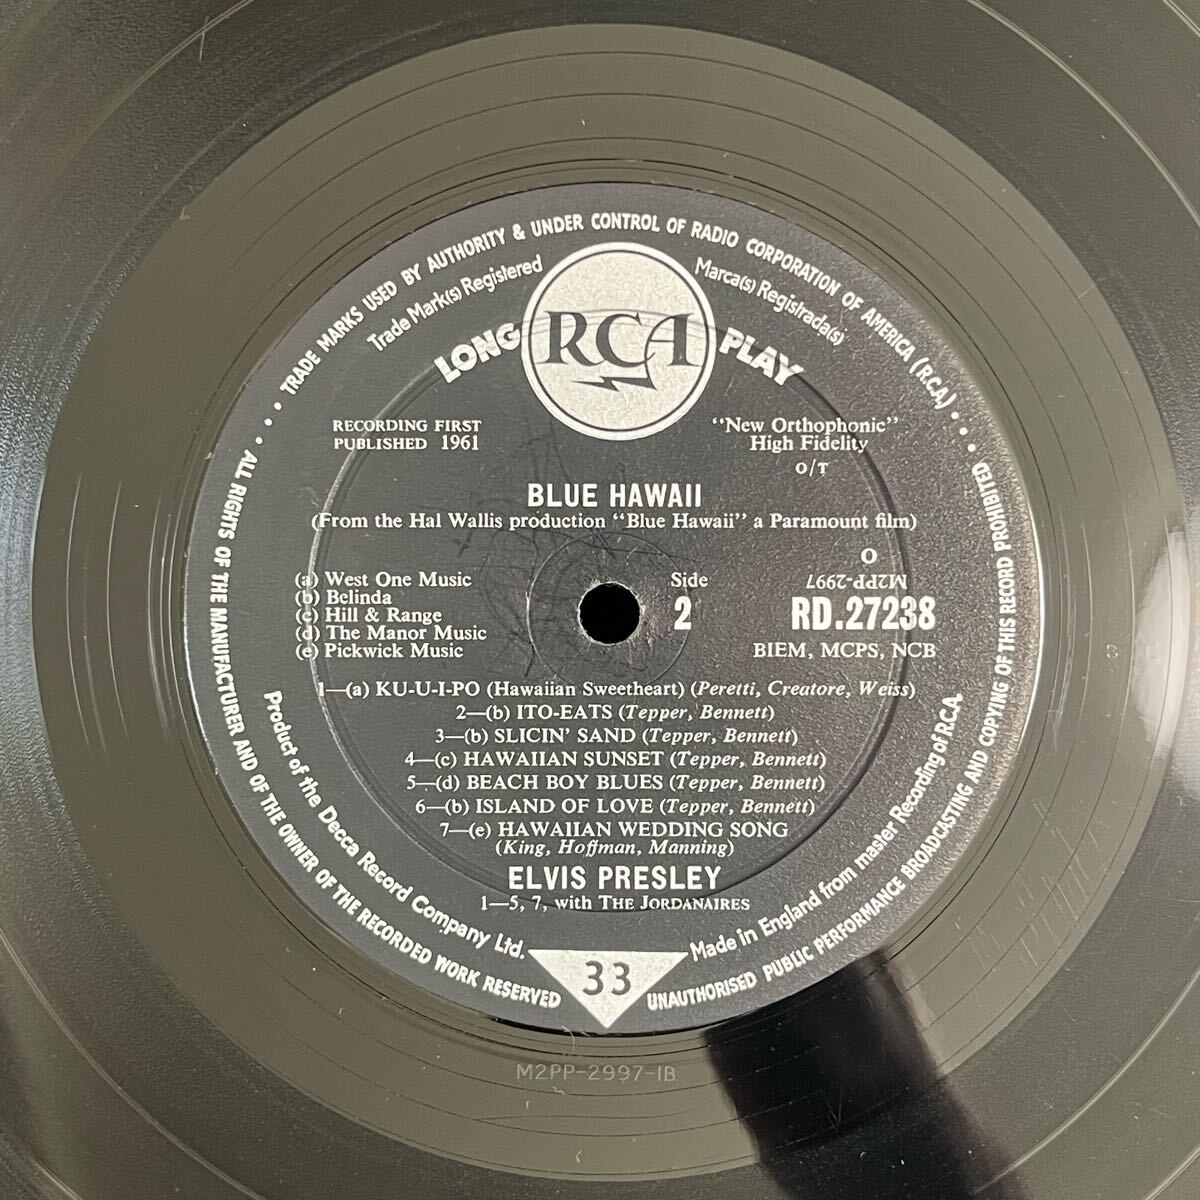 TRADE MARKS USED BY AUTHORITY & UNDER CONTROL OF RADIO CORPORATION OF AMERICA (RCA)
Trade Mark(s) Registered
Marca(s) Registrada(s)
LONG RCA PLAY
RECORDING FIRST
PUBLISHED 1961
"New Orthophonic"
High Fidelity
O/T
BLUE HAWAII
(From the Hal Wallis production "Blue Hawaii" a Paramount film)
(a) West One Music
(b) Belinda
(c) Hill & Range
(d) The Manor Music
(e) Pickwick Music
Side
2
O
M2PP-2997
RD.27238
BIEM, MCPS, NCB
1—(a) KU-U-I-PO (Hawaiian Sweetheart) (Peretti, Creatore, Weiss)
2—(b) ITO-EATS (Tepper, Bennett)
3—(b) SLICIN' SAND (Tepper, Bennett)
4—(c) HAWAIIAN SUNSET (Tepper, Bennett)
5—(d) BEACH BOY BLUES (Tepper, Bennett)
6—(b) ISLAND OF LOVE (Tepper, Bennett)
7—(e) HAWAIIAN WEDDING SONG
(King, Hoffman, Manning)
ELVIS PRESLEY
1—5, 7, with THE JORDANAIRES
Product of the Decca Record Company Ltd.
33
Made in England from master Recording of R.C.A.
ALL RIGHTS OF THE MANUFACTURER AND OF THE OWNER OF THE RECORDED WORK RESERVED
UNAUTHORISED PUBLIC PERFORMANCE BROADCASTING AND COPYING OF THIS RECORD PROHIBITED
M2PP-2997-1B